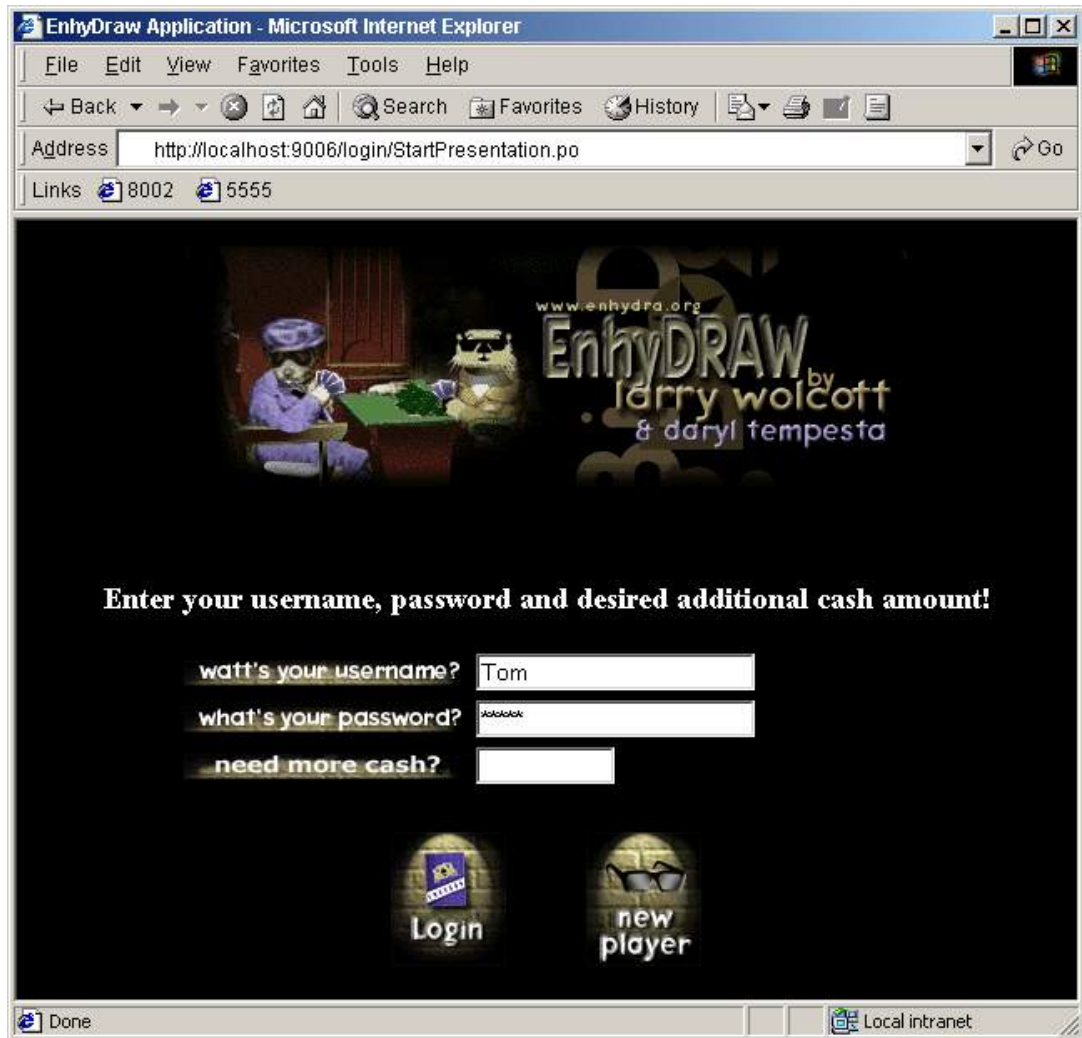 EnhyDraw Application - Microsoft Internet Explorer
File Edit View Favorites Tools Help
Back Search Favorites History
Address http://localhost:9006/login/StartPresentation.po Go
Links 8002 5555
www.enhydra.org
EnhyDRAW
by
larry wolcott
& daryl tempesta
Enter your username, password and desired additional cash amount!
watt's your username? Tom
what's your password? *****
need more cash?
Login
new
player
Done Local intranet